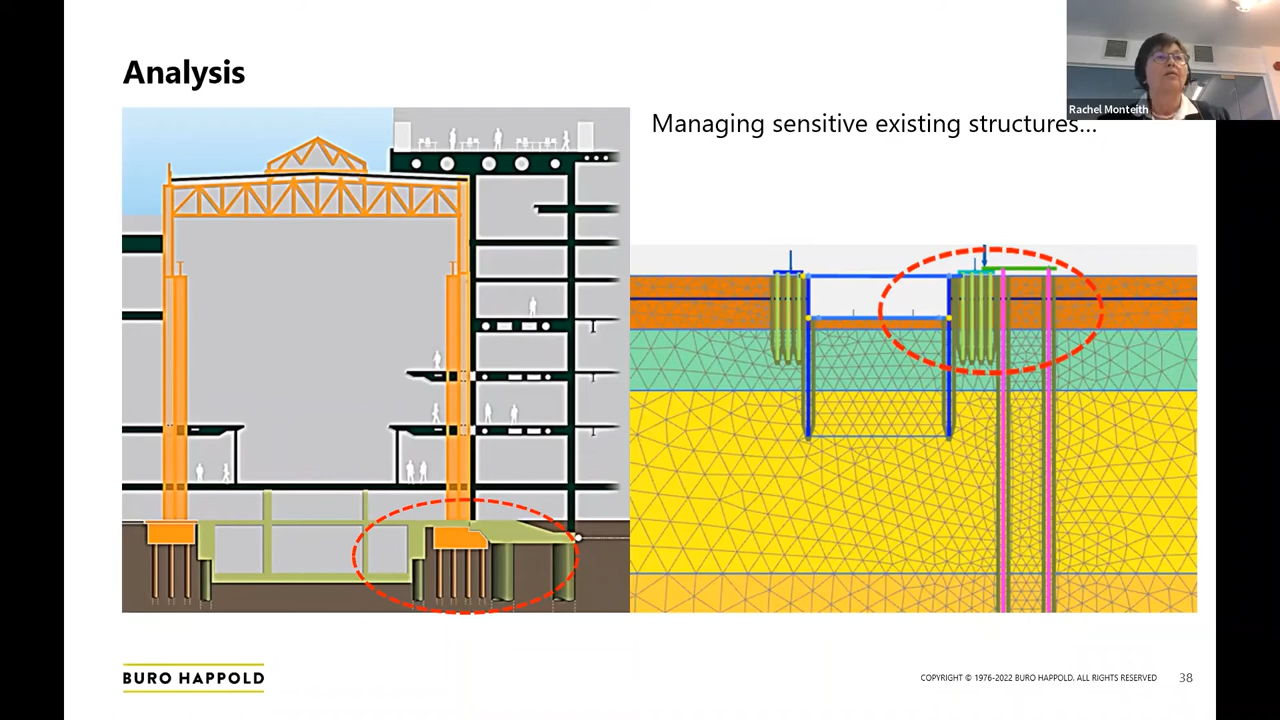 Analysis
Rachel Monteith
Managing sensitive existing structures...
BURO HAPPOLD
COPYRIGHT © 1976-2022 BURO HAPPOLD. ALL RIGHTS RESERVED
38